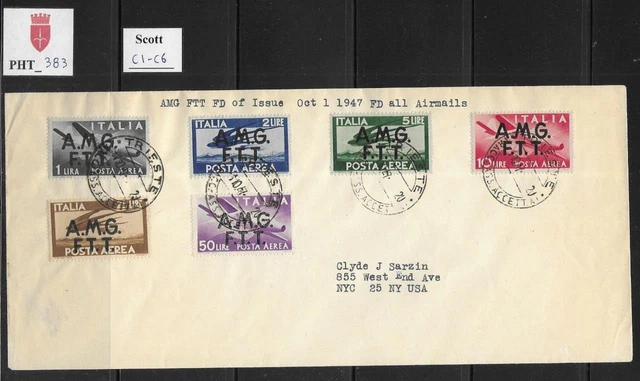 PHT_383
Scott
C1-C6
AMG FTT FD of Issue Oct 1 1947 FD all Airmails
ITALIA
A.M.G.
F.T.T.
1 LIRA POSTA AEREA
ITALIA 2 LIRE
A.M.G.
F.T.T.
POSTA AEREA
ITALIA 5 LIRE
A.M.G.
F.T.T.
POSTA AEREA
ITALIA
A.M.G.
F.T.T.
10 LIRE POSTA AEREA
TRIESTE
ITALIA
A.M.G.
F.T.T.
POSTA AEREA
ITALIA
A.M.G.
F.T.T.
50 LIRE POSTA AEREA
Clyde J Sarzin
855 West End Ave
NYC 25 NY USA